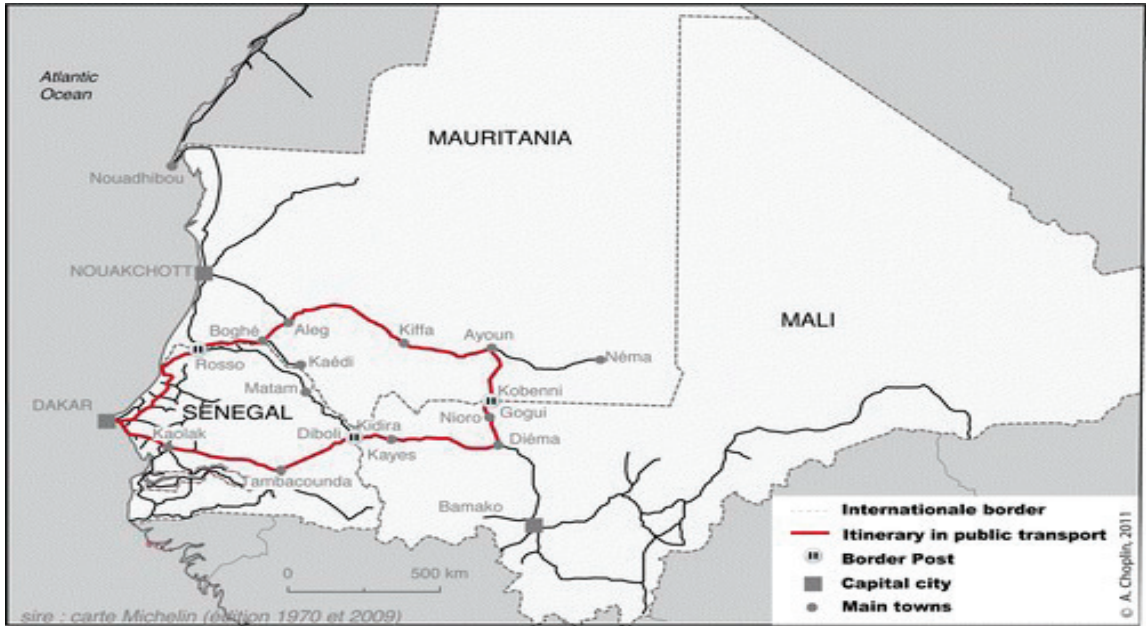 Atlantic
Ocean
MAURITANIA
Nouadhibou
NOUAKCHOTT
MALI
Boghé
Aleg
Kiffa
Ayoun
Néma
Rosso
Kaédi
Matam
Kobenni
DAKAR
SENEGAL
Nioro
Gogui
Kaolak
Diboli
Kidira
Diéma
Kayes
Tambacounda
Bamako
0
500 km
Internationale border
Itinerary in public transport
Border Post
Capital city
Main towns
© A. Choplin, 2011
sire : carte Michelin (édition 1970 et 2009)